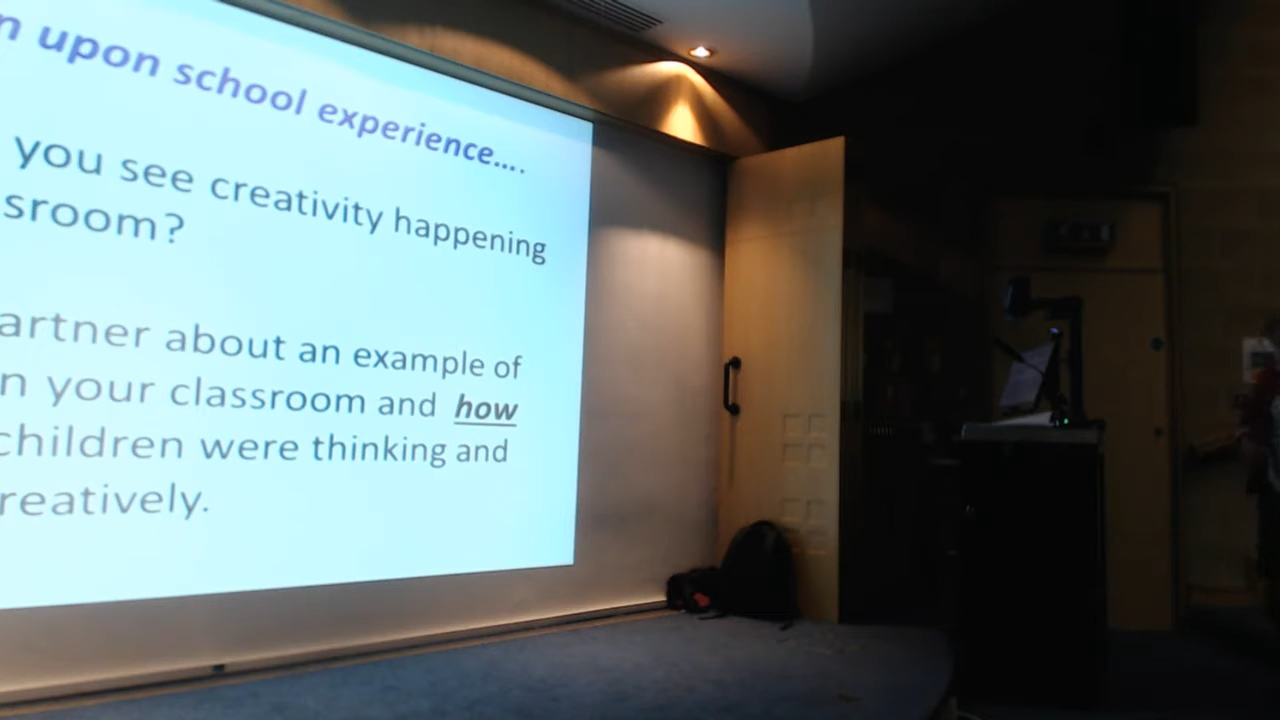 n upon school experience....
you see creativity happening
sroom?
artner about an example of
n your classroom and how
children were thinking and
reatively.